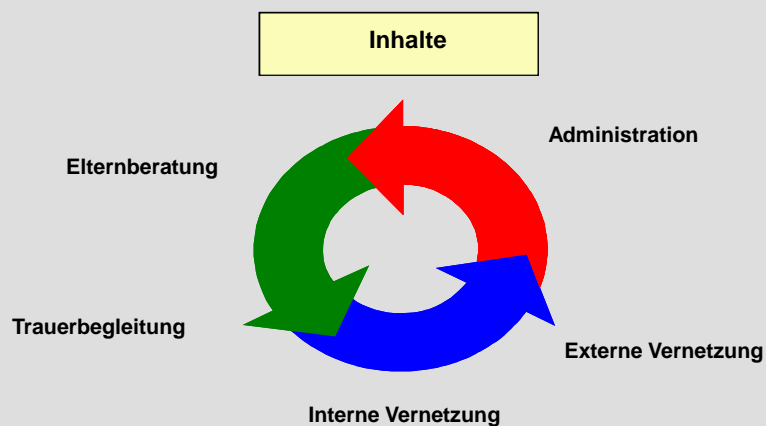 Inhalte
Administration
Elternberatung
Trauerbegleitung
Externe Vernetzung
Interne Vernetzung